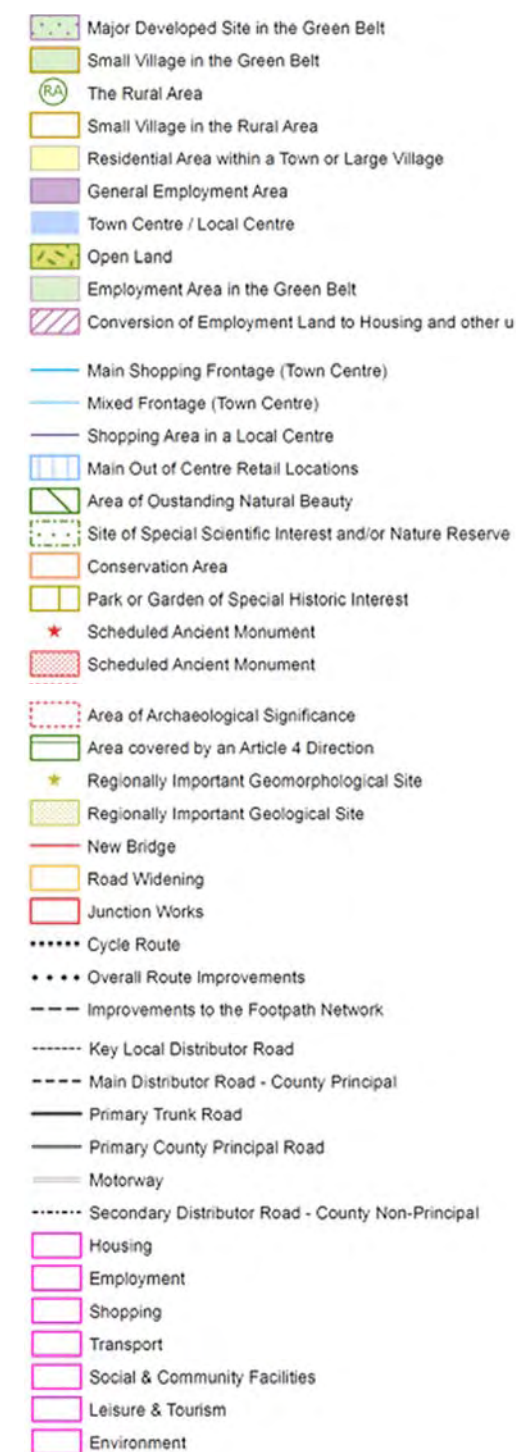 Major Developed Site in the Green Belt
Small Village in the Green Belt
RA The Rural Area
Small Village in the Rural Area
Residential Area within a Town or Large Village
General Employment Area
Town Centre / Local Centre
Open Land
Employment Area in the Green Belt
Conversion of Employment Land to Housing and other u
Main Shopping Frontage (Town Centre)
Mixed Frontage (Town Centre)
Shopping Area in a Local Centre
Main Out of Centre Retail Locations
Area of Oustanding Natural Beauty
Site of Special Scientific Interest and/or Nature Reserve
Conservation Area
Park or Garden of Special Historic Interest
Scheduled Ancient Monument
Scheduled Ancient Monument
Area of Archaeological Significance
Area covered by an Article 4 Direction
Regionally Important Geomorphological Site
Regionally Important Geological Site
New Bridge
Road Widening
Junction Works
Cycle Route
Overall Route Improvements
Improvements to the Footpath Network
Key Local Distributor Road
Main Distributor Road - County Principal
Primary Trunk Road
Primary County Principal Road
Motorway
Secondary Distributor Road - County Non-Principal
Housing
Employment
Shopping
Transport
Social & Community Facilities
Leisure & Tourism
Environment